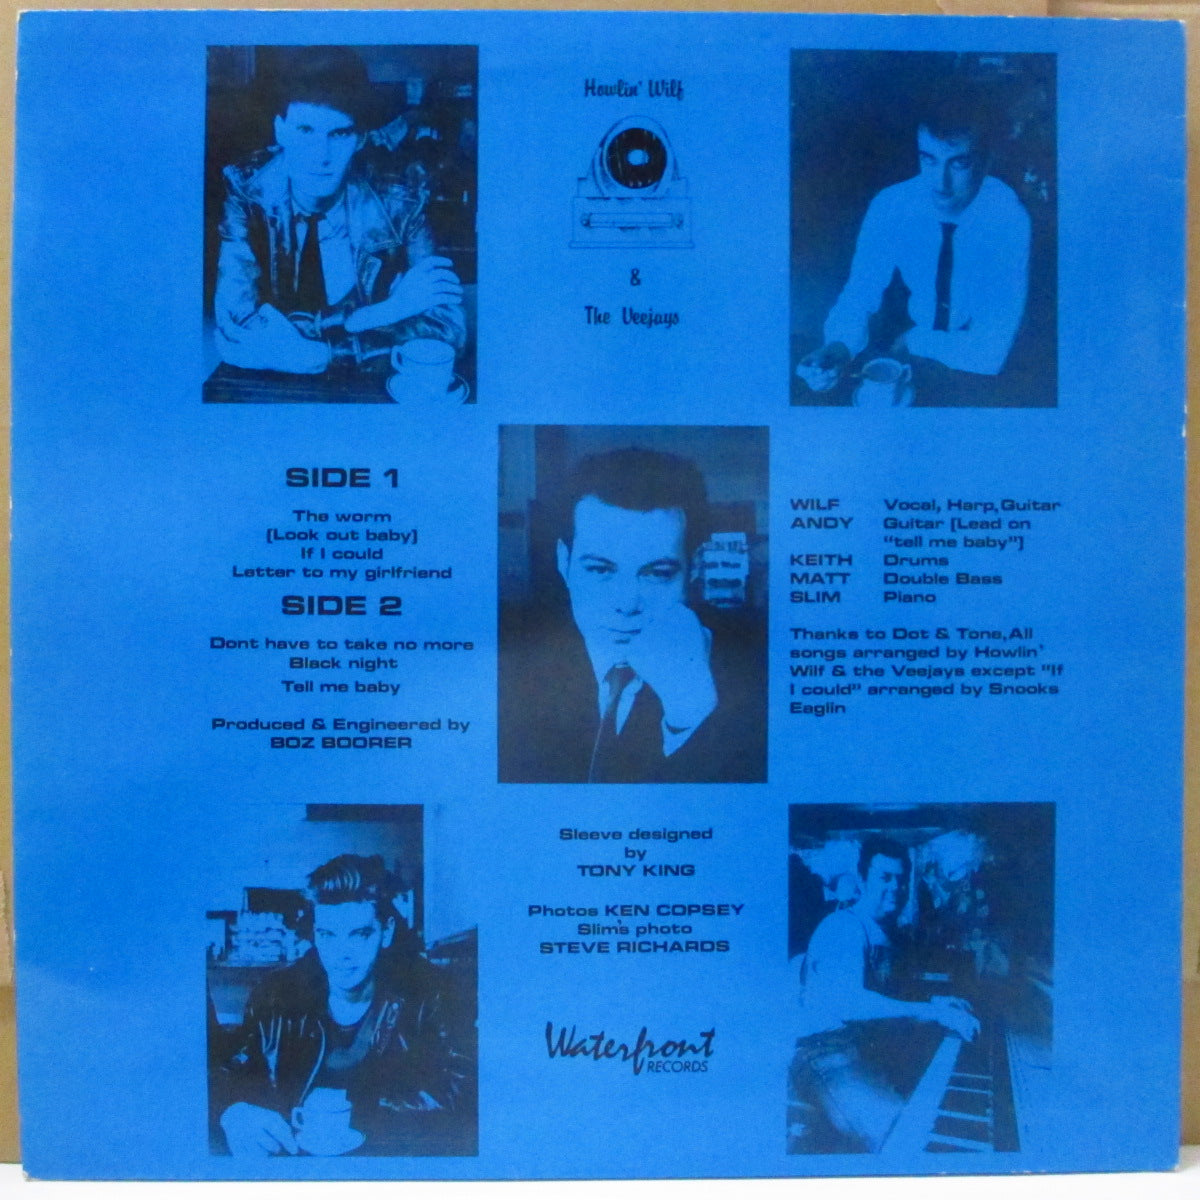 Howlin' Wilf
&
The Veejays
SIDE 1
The worm
(Look out baby)
If I could
Letter to my girlfriend
SIDE 2
Dont have to take no more
Black night
Tell me baby
Produced & Engineered by
BOZ BOORER
WILF Vocal, Harp, Guitar
ANDY Guitar (Lead on
"tell me baby")
KEITH Drums
MATT Double Bass
SLIM Piano
Thanks to Dot & Tone, All
songs arranged by Howlin'
Wilf & the Veejays except "If
I could" arranged by Snooks
Eaglin
Sleeve designed
by
TONY KING
Photos KEN COPSEY
Slim's photo
STEVE RICHARDS
Waterfront
RECORDS